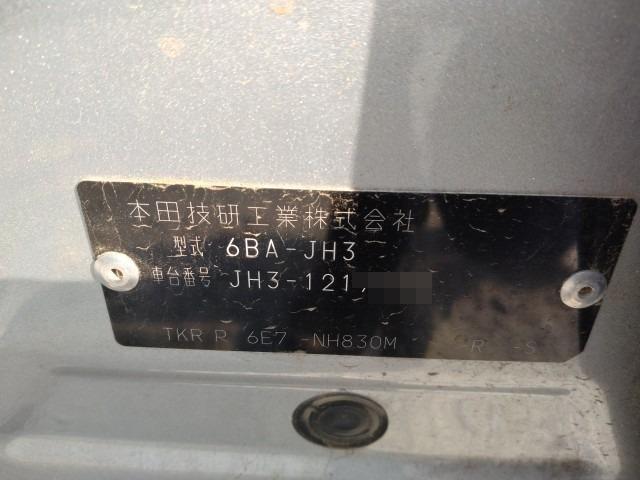 本田技研工業株式会社
型式 6BA-JH3
車台番号 JH3-121
TKR R 6E7 -NH830M R -S